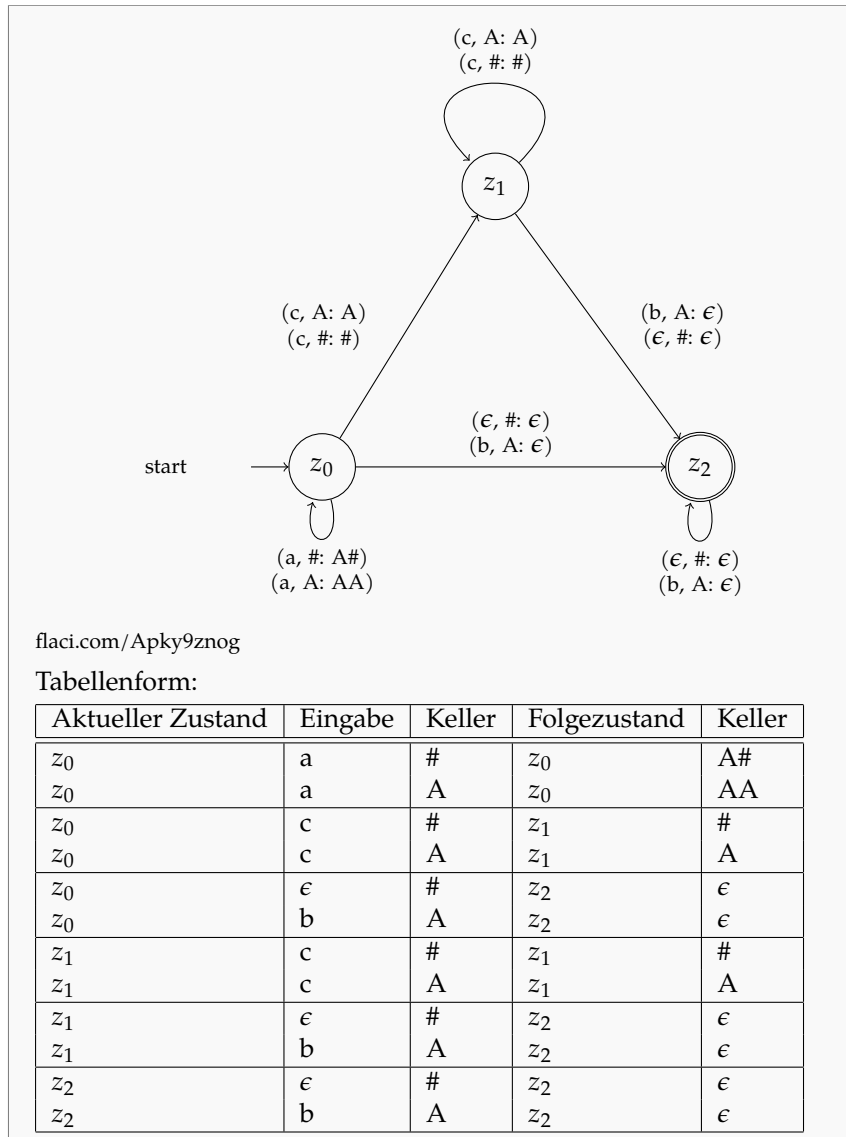 (c, A: A)
(c, #: #)
z₁
(c, A: A)
(c, #: #)
(b, A: ϵ)
(ϵ, #: ϵ)
(ϵ, #: ϵ)
(b, A: ϵ)
start
z₀
z₂
(a, #: A#)
(a, A: AA)
(ϵ, #: ϵ)
(b, A: ϵ)
flaci.com/Apky9znog
Tabellenform:
Aktueller Zustand Eingabe Keller Folgezustand Keller
z₀ a # z₀ A#
z₀ a A z₀ AA
z₀ c # z₁ #
z₀ c A z₁ A
z₀ ϵ # z₂ ϵ
z₀ b A z₂ ϵ
z₁ c # z₁ #
z₁ c A z₁ A
z₁ ϵ # z₂ ϵ
z₁ b A z₂ ϵ
z₂ ϵ # z₂ ϵ
z₂ b A z₂ ϵ